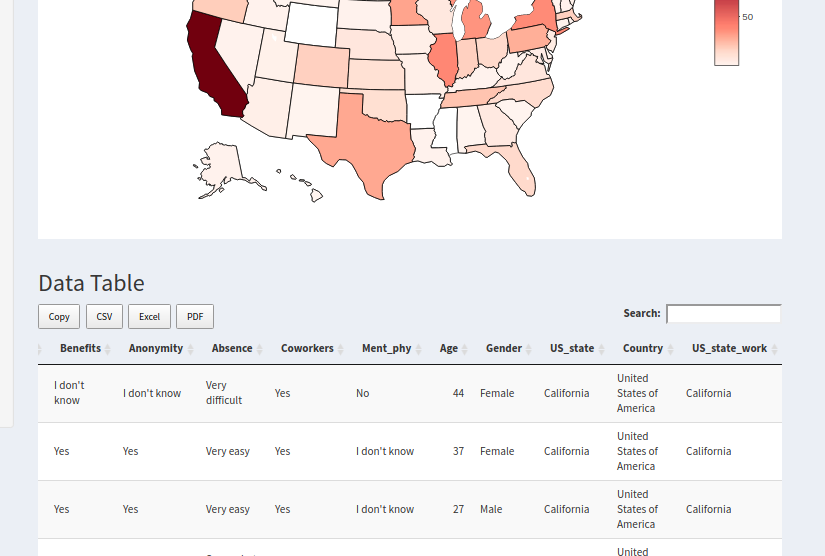 50
Data Table
Copy CSV Excel PDF
Search:
Benefits Anonymity Absence Coworkers Ment_phy Age Gender US_state Country US_state_work
I don't know I don't know Very difficult Yes No 44 Female California United States of America California
Yes Yes Very easy Yes I don't know 37 Female California United States of America California
Yes Yes Very easy Yes I don't know 27 Male California United States of America California
United